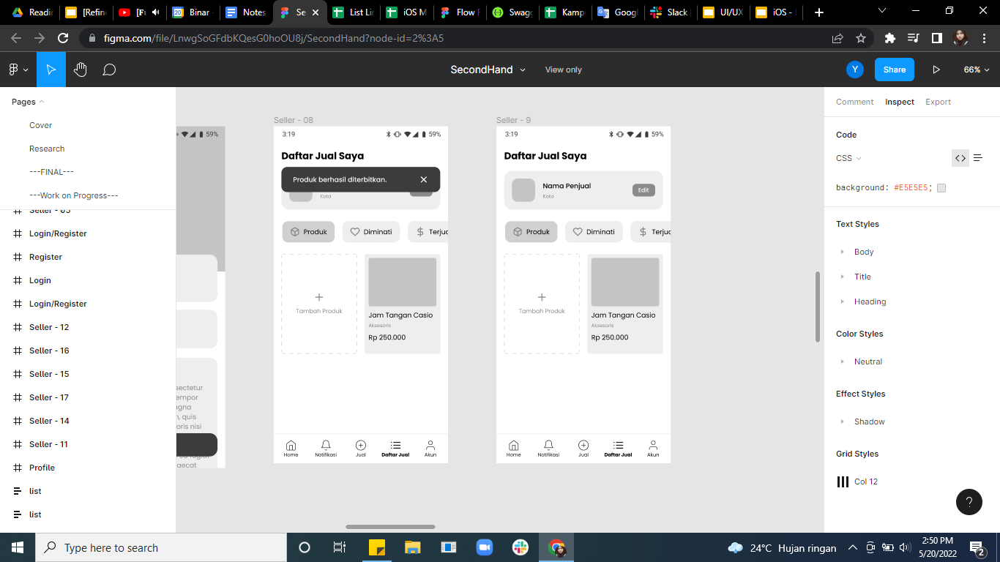 Readin
[Refin
[F
Binar
Notes
Se
List Lin
iOS M
Flow F
Swagg
Kamp
Googl
Slack
UI/UX
iOS -
figma.com/file/LnwgSoGFdbKQesG0hoOU8j/SecondHand?node-id=2%3A5
SecondHand
View only
Y
Share
66%
Pages
Cover
Research
---FINAL---
---Work on Progress---
Seller - 05
Login/Register
Register
Login
Login/Register
Seller - 12
Seller - 16
Seller - 15
Seller - 17
Seller - 14
Seller - 11
Profile
list
list
59%
sectetur
empor
gna
n, quis
oris nisi
aecat
Seller - 08
3:19
59%
Daftar Jual Saya
Produk berhasil diterbitkan.
Kota
Produk
Diminati
Terjua
Tambah Produk
Jam Tangan Casio
Aksesoris
Rp 250.000
Home
Notifikasi
Jual
Daftar Jual
Akun
Seller - 9
3:19
59%
Daftar Jual Saya
Nama Penjual
Kota
Edit
Produk
Diminati
Terjuc
Tambah Produk
Jam Tangan Casio
Aksesoris
Rp 250.000
Home
Notifikasi
Jual
Daftar Jual
Akun
Comment
Inspect
Export
Code
CSS
background: #E5E5E5;
Text Styles
Body
Title
Heading
Color Styles
Neutral
Effect Styles
Shadow
Grid Styles
Col 12
?
Type here to search
24°C Hujan ringan
2:50 PM
5/20/2022
2